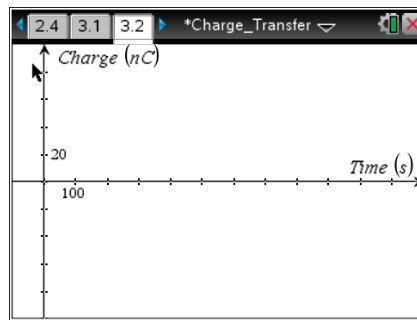 2.4 3.1 3.2 *Charge_Transfer
Charge (nC)
20
Time (s)
100